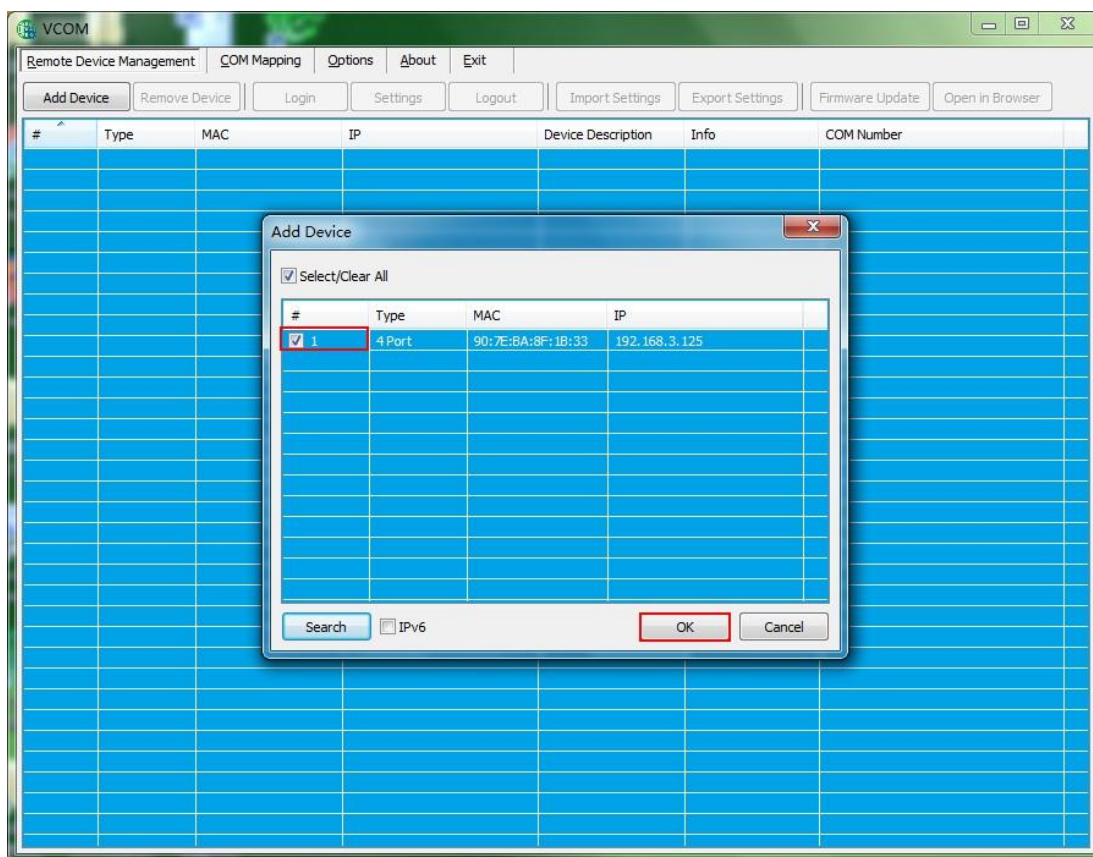 VCOM
Remote Device Management COM Mapping Options About Exit
Add Device Remove Device Login Settings Logout Import Settings Export Settings Firmware Update Open in Browser
# Type MAC IP Device Description Info COM Number
Add Device
Select/Clear All
# Type MAC IP
1 4 Port 90:7E:BA:8F:1B:33 192.168.3.125
Search IPv6 OK Cancel